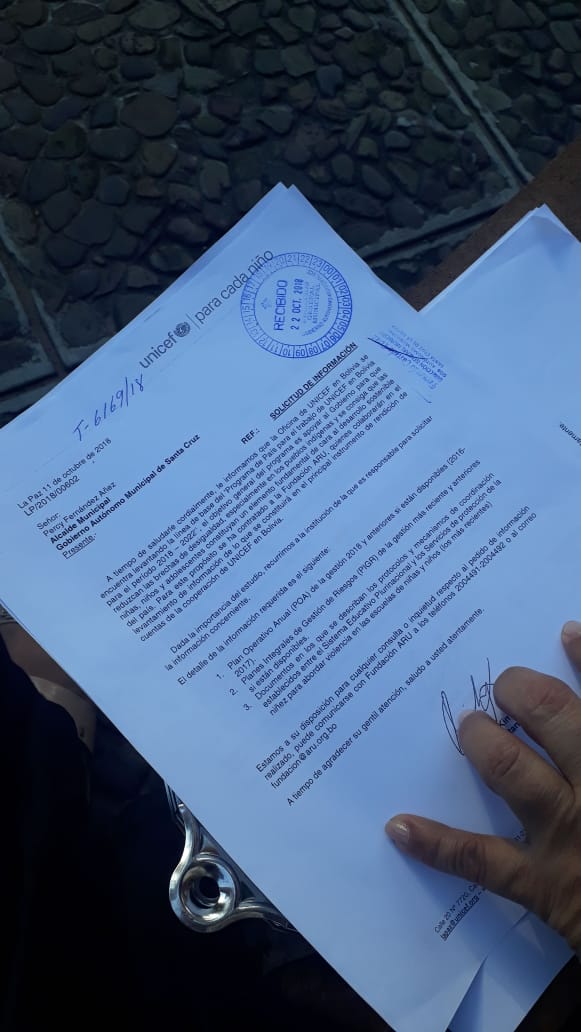 unicef | para cada niño
RECIBIDO
22 OCT. 2018
T. 6169/18
La Paz, 11 de octubre de 2018
LP/2018/00602
Señor:
Percy Fernández Añez
Alcalde Municipal
Gobierno Autónomo Municipal de Santa Cruz
Presente.-
REF.: SOLICITUD DE INFORMACIÓN
A tiempo de saludarle cordialmente, le informamos que la Oficina de UNICEF en Bolivia se
encuentra levantando la línea de base del Programa de País para el trabajo de UNICEF en Bolivia
para el periodo 2018 – 2022", el objetivo general del programa es apoyar al Gobierno para que
reduzcan las brechas de desigualdad, especialmente en los pueblos indígenas y se consiga que las
niñas, niños y adolescentes constituyan un elemento fundamental de cara al desarrollo sostenible
del país. Para este propósito se ha contratado a la Fundación ARU, quienes colaborarán en el
levantamiento de información de lo que se constituirá en el principal instrumento de rendición de
cuentas de la cooperación de UNICEF en Bolivia.
Dada la importancia del estudio, recurrimos a la institución de la que es responsable para solicitar
la información concerniente.
El detalle de la información requerida es el siguiente:
1. Plan Operativo Anual (POA) de la gestión 2018 y anteriores si están disponibles (2016-
2017).
2. Planes Integrales de Gestión de Riesgos (PIGR) de la gestión más reciente y anteriores
si están disponibles
3. Documentos en los que se describan los protocolos y mecanismos de coordinación
establecidos entre el Sistema Educativo Plurinacional y los Servicios de protección de la
niñez para abordar violencia en las escuelas de niñas y niños (los más recientes)
Estamos a su disposición para cualquier consulta o inquietud respecto al pedido de información
realizado, puede comunicarse con Fundación ARU a los teléfonos 2004491-2004492 o al correo
fundacion@aru.org.bo
A tiempo de agradecer su gentil atención, saludo a usted atentamente.
Calle 20 Nº 7720,